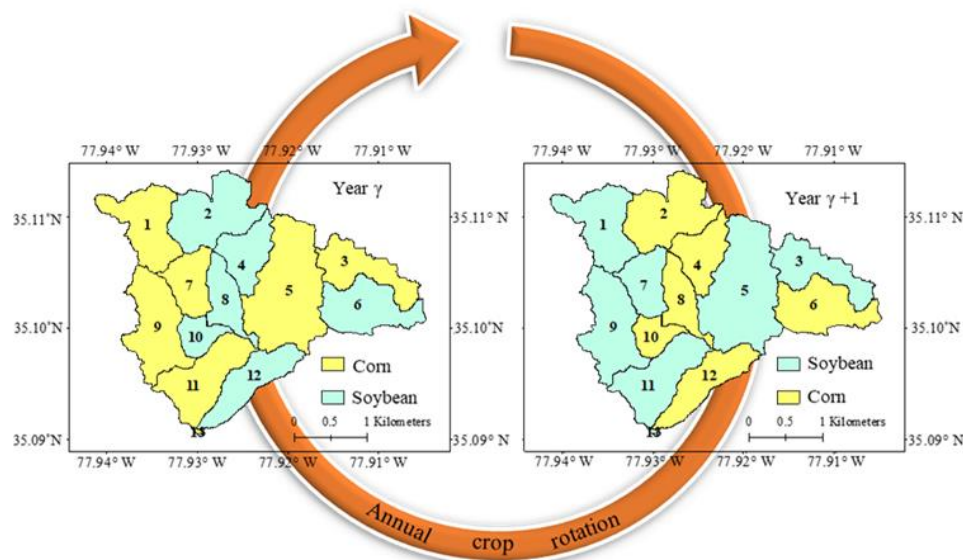 77.94° W 77.93° W 77.92° W 77.91° W
Year γ
35.11°N
35.10°N
35.09°N
1
2
3
4
5
6
7
8
9
10
11
12
13
Corn
Soybean
0 0.5 1 Kilometers
77.94° W 77.93° W 77.92° W 77.91° W
77.94° W 77.93° W 77.92° W 77.91° W
Year γ +1
35.11°N
35.10°N
35.09°N
1
2
3
4
5
6
7
8
9
10
11
12
13
Soybean
Corn
0 0.5 1 Kilometers
77.94° W 77.93° W 77.92° W 77.91° W
35.11°N
35.10°N
35.09°N
Annual crop rotation